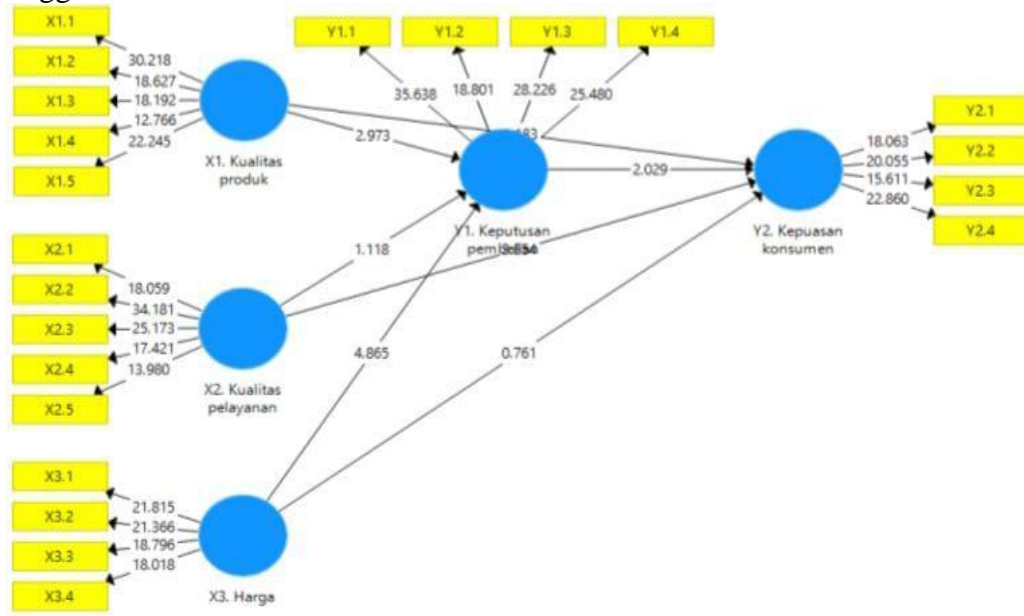 X1.1
X1.2
X1.3
X1.4
X1.5
30.218
18.627
18.192
12.766
22.245
X1. Kualitas
produk
Y1.1
Y1.2
Y1.3
Y1.4
35.638
18.801
28.226
25.480
2.973
2.029
Y1. Keputusan
Y2. Kepuasan
konsumen
18.063
20.055
15.611
22.860
Y2.1
Y2.2
Y2.3
Y2.4
X2.1
X2.2
X2.3
X2.4
X2.5
18.059
34.181
25.173
17.421
13.980
X2. Kualitas
pelayanan
1.118
4.865
0.761
X3.1
X3.2
X3.3
X3.4
21.815
21.366
18.796
18.018
X3. Harga